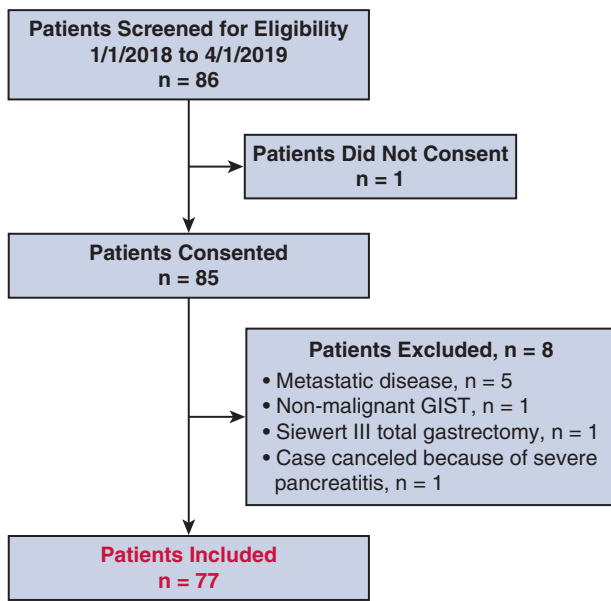 Patients Screened for Eligibility
1/1/2018 to 4/1/2019
n = 86
Patients Did Not Consent
n = 1
Patients Consented
n = 85
Patients Excluded, n = 8
• Metastatic disease, n = 5
• Non-malignant GIST, n = 1
• Siewert III total gastrectomy, n = 1
• Case canceled because of severe
pancreatitis, n = 1
Patients Included
n = 77